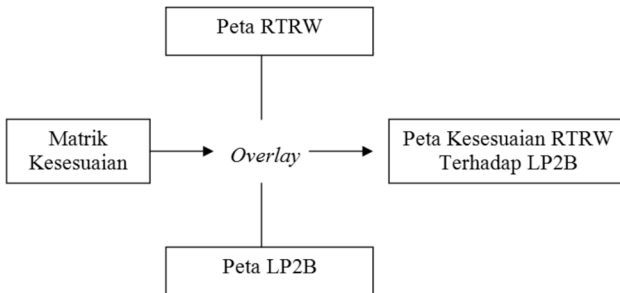 Peta RTRW
Matrik
Kesesuaian
Overlay
Peta Kesesuaian RTRW
Terhadap LP2B
Peta LP2B